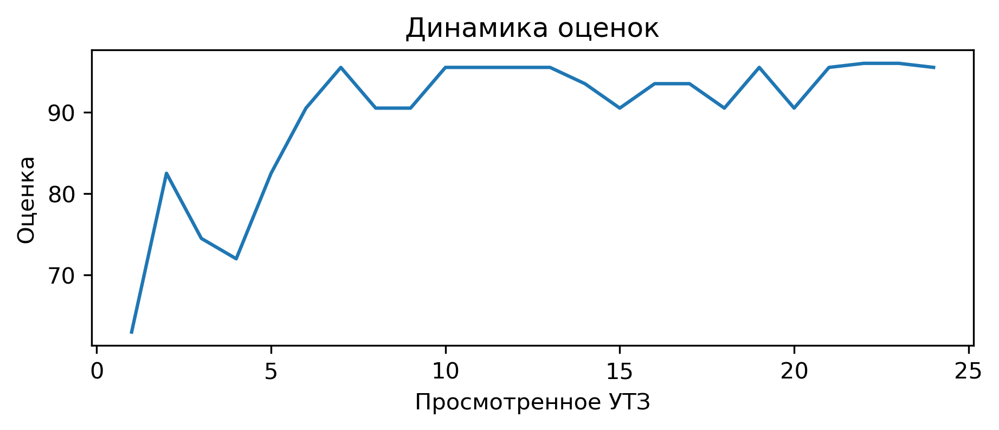 Динамика оценок
90
80
70
Оценка
0 5 10 15 20 25
Просмотренное УТЗ